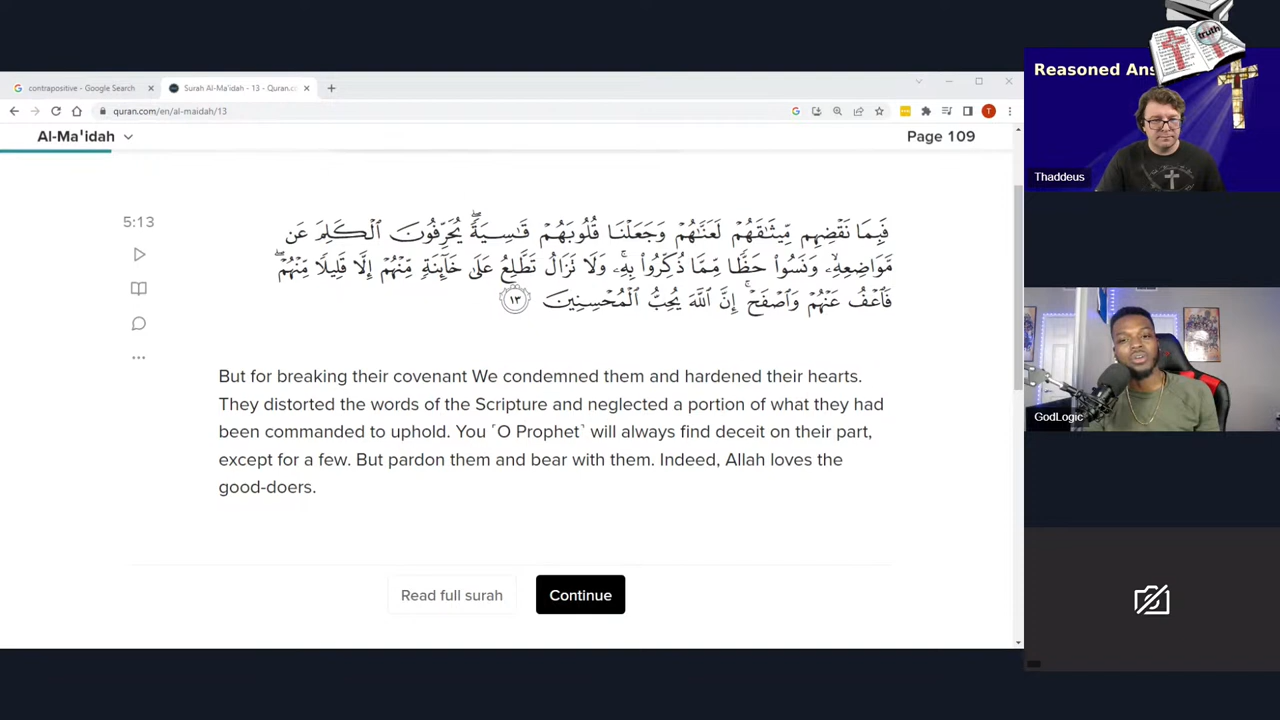 contrapositive - Google Search
Surah Al-Ma'idah - 13 - Quran.c
quran.com/en/al-maidah/13
T
Al-Ma'idah
Page 109
5:13
فَبِمَا نَقْضِهِم مِّيثَـٰقَهُمْ لَعَنَّـٰهُمْ وَجَعَلْنَا قُلُوبَهُمْ قَـٰسِيَةًۖ يُحَرِّفُونَ ٱلْكَلِمَ عَن
مَّوَاضِعِهِۦۙ وَنَسُوا۟ حَظًّا مِّمَّا ذُكِّرُوا۟ بِهِۦۚ وَلَا تَزَالُ تَطَّلِعُ عَلَىٰ خَآئِنَةٍ مِّنْهُمْ إِلَّا قَلِيلًا مِّنْهُمْۖ
فَٱعْفُ عَنْهُمْ وَٱصْفَحْۚ إِنَّ ٱللَّهَ يُحِبُّ ٱلْمُحْسِنِينَ ١٣
But for breaking their covenant We condemned them and hardened their hearts.
They distorted the words of the Scripture and neglected a portion of what they had
been commanded to uphold. You ˹O Prophet˺ will always find deceit on their part,
except for a few. But pardon them and bear with them. Indeed, Allah loves the
good-doers.
Read full surah
Continue
truth
Reasoned Ans
Thaddeus
GodLogic